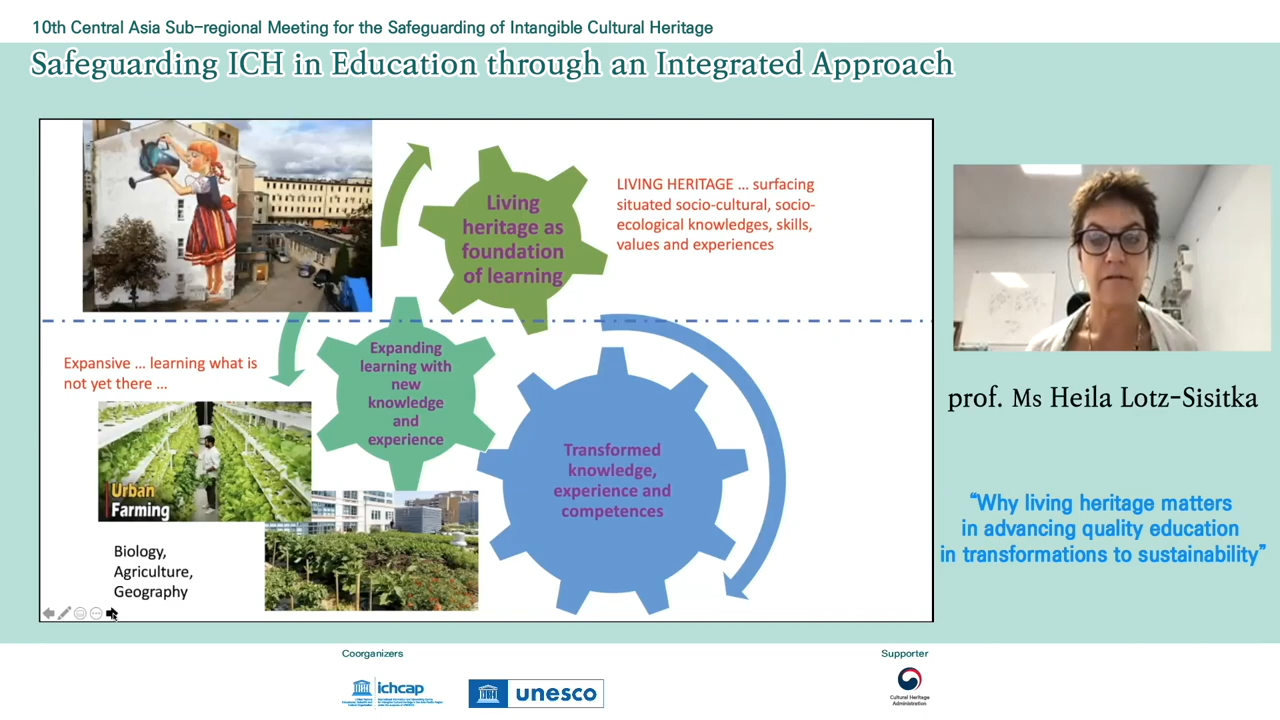 10th Central Asia Sub-regional Meeting for the Safeguarding of Intangible Cultural Heritage
Safeguarding ICH in Education through an Integrated Approach
Living
heritage as
foundation
of learning
LIVING HERITAGE ... surfacing
situated socio-cultural, socio-
ecological knowledges, skills,
values and experiences
Expansive ... learning what is
not yet there ...
Expanding
learning with
new
knowledge
and
experience
Transformed
knowledge,
experience and
competences
Urban
Farming
Biology,
Agriculture,
Geography
prof. Ms Heila Lotz-Sisitka
“Why living heritage matters
in advancing quality education
in transformations to sustainability”
Coorganizers
Supporter
ichcap
unesco
Cultural Heritage
Administration